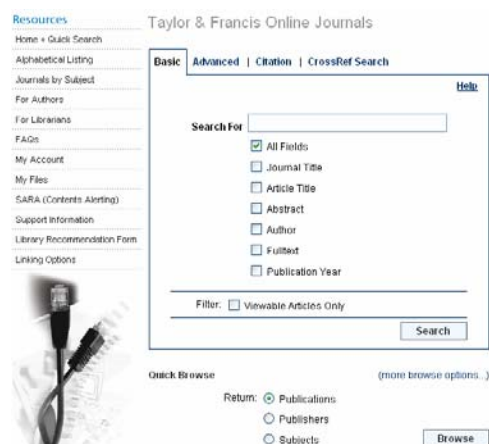 Resources
Home + Quick Search
Alphabetical Listing
Journals by Subject
For Authors
For Librarians
FAQs
My Account
My Files
SARA (Contents Alerting)
Support Information
Library Recommendation Form
Linking Options
Taylor & Francis Online Journals
Basic Advanced | Citation | CrossRef Search
Help
Search For
All Fields
Journal Title
Article Title
Abstract
Author
Fulltext
Publication Year
Filter: Viewable Articles Only
Search
Quick Browse (more browse options...)
Return: Publications
Publishers
Subjects
Browse